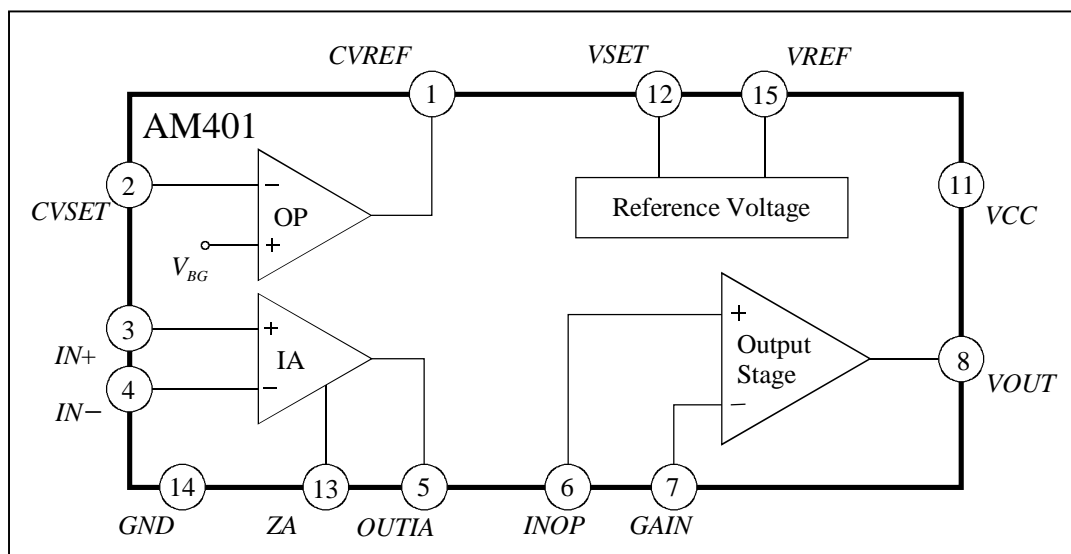 CVREF
VSET
VREF
1
12
15
AM401
2
CVSET
−
OP
+
V_BG
Reference Voltage
11
VCC
3
IN+
+
IA
−
4
IN−
+
Output
Stage
−
8
VOUT
14
GND
13
ZA
5
OUTIA
6
INOP
7
GAIN